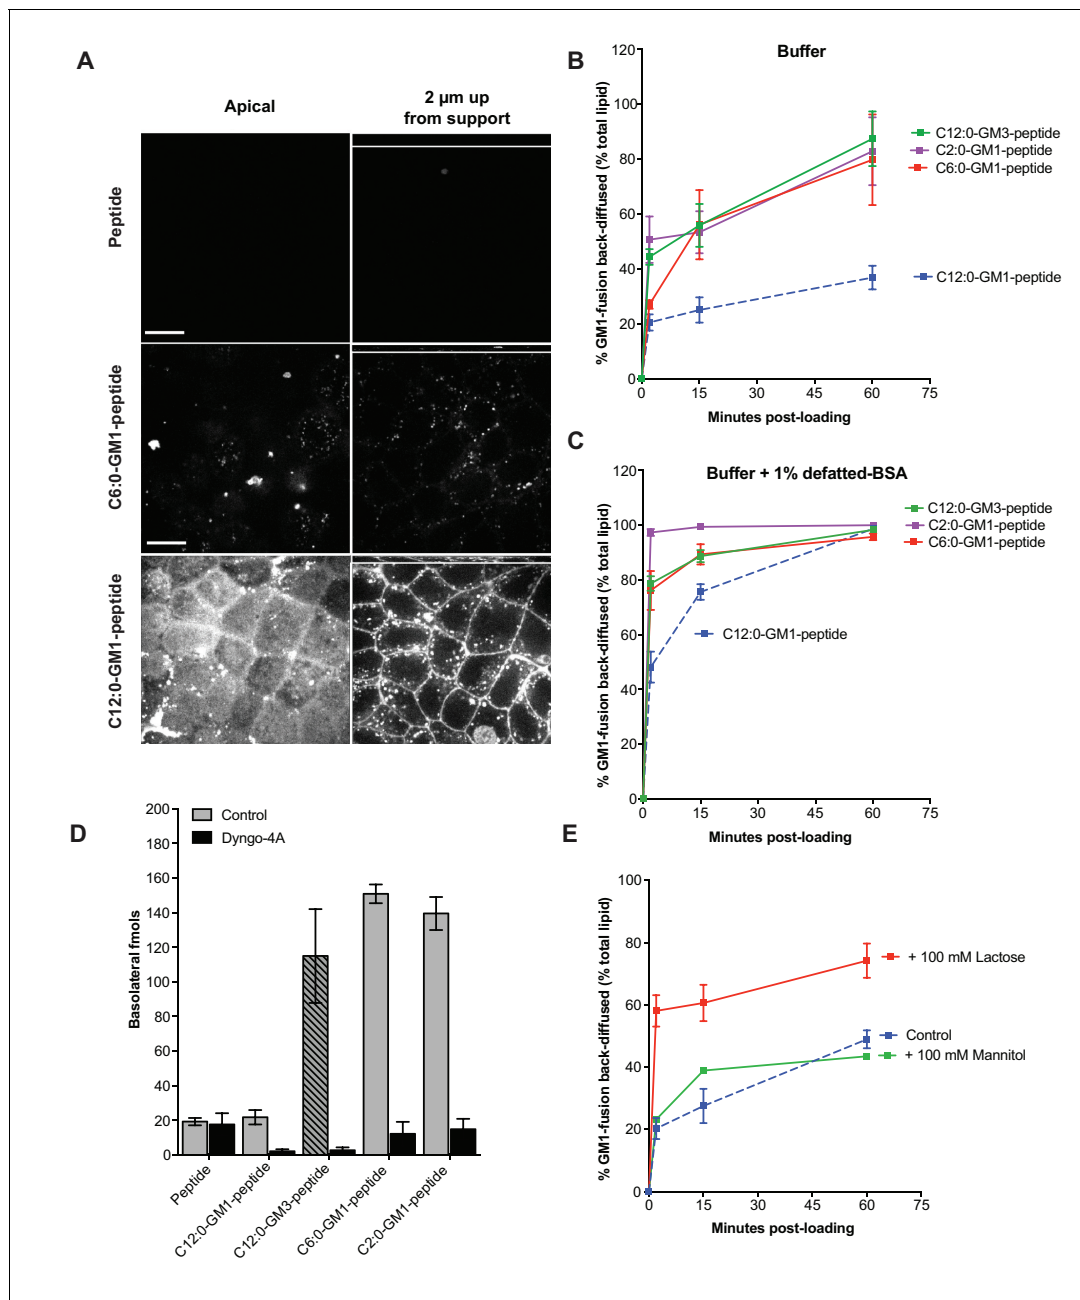 A
Apical
2 µm up
from support
Peptide
C6:0-GM1-peptide
C12:0-GM1-peptide
B
Buffer
% GM1-fusion back-diffused (% total lipid)
120
100
80
60
40
20
0
0 15 30 45 60 75
Minutes post-loading
C12:0-GM3-peptide
C2:0-GM1-peptide
C6:0-GM1-peptide
C12:0-GM1-peptide
C
Buffer + 1% defatted-BSA
% GM1-fusion back-diffused (% total lipid)
120
100
80
60
40
20
0
0 15 30 45 60 75
Minutes post-loading
C12:0-GM3-peptide
C2:0-GM1-peptide
C6:0-GM1-peptide
C12:0-GM1-peptide
D
Control
Dyngo-4A
Basolateral fmols
200
180
160
140
120
100
80
60
40
20
0
Peptide
C12:0-GM1-peptide
C12:0-GM3-peptide
C6:0-GM1-peptide
C2:0-GM1-peptide
E
% GM1-fusion back-diffused (% total lipid)
100
80
60
40
20
0
0 15 30 45 60 75
Minutes post-loading
+ 100 mM Lactose
Control
+ 100 mM Mannitol